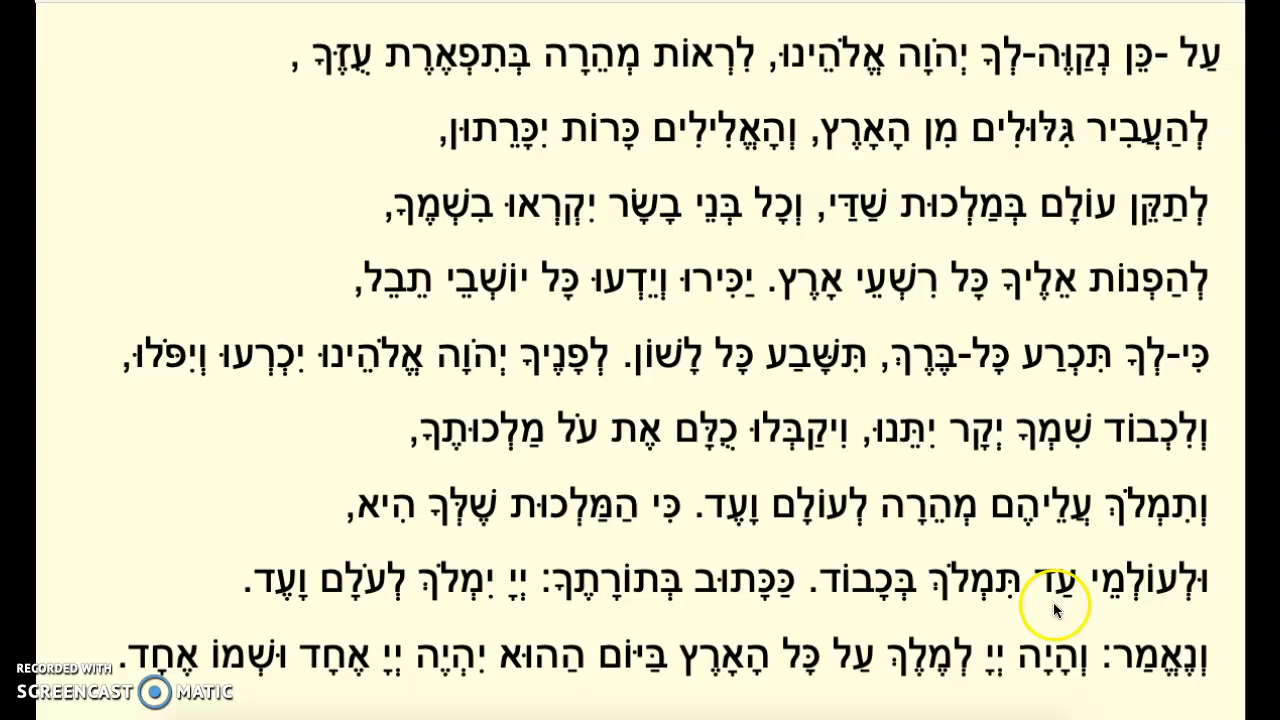 עַל -כֵּן נְקַוֶּה-לְךָ יְהֹוָה אֱלֹהֵינוּ, לִרְאוֹת מְהֵרָה בְּתִפְאֶרֶת עֻזֶּךָ ,
לְהַעֲבִיר גִּלּוּלִים מִן הָאָרֶץ, וְהָאֱלִילִים כָּרוֹת יִכָּרֵתוּן,
לְתַקֵּן עוֹלָם בְּמַלְכוּת שַׁדַּי, וְכָל בְּנֵי בָשָׂר יִקְרְאוּ בִשְׁמֶךָ,
לְהַפְנוֹת אֵלֶיךָ כָּל רִשְׁעֵי אָרֶץ. יַכִּירוּ וְיֵדְעוּ כָּל יוֹשְׁבֵי תֵבֵל,
כִּי-לְךָ תִּכְרַע כָּל-בֶּרֶךְ, תִּשָּׁבַע כָּל לָשׁוֹן. לְפָנֶיךָ יְהֹוָה אֱלֹהֵינוּ יִכְרְעוּ וְיִפֹּלוּ,
וְלִכְבוֹד שִׁמְךָ יְקָר יִתֵּנוּ, וִיקַבְּלוּ כֻלָּם אֶת עֹל מַלְכוּתֶךָ,
וְתִמְלֹךְ עֲלֵיהֶם מְהֵרָה לְעוֹלָם וָעֶד. כִּי הַמַּלְכוּת שֶׁלְּךָ הִיא,
וּלְעוֹלְמֵי עַד תִּמְלֹךְ בְּכָבוֹד. כַּכָּתוּב בְּתוֹרָתֶךָ: יְיָ יִמְלֹךְ לְעֹלָם וָעֶד.
וְנֶאֱמַר: וְהָיָה יְיָ לְמֶלֶךְ עַל כָּל הָאָרֶץ בַּיּוֹם הַהוּא יִהְיֶה יְיָ אֶחָד וּשְׁמוֹ אֶחָד.
RECORDED WITH
SCREENCAST MATIC